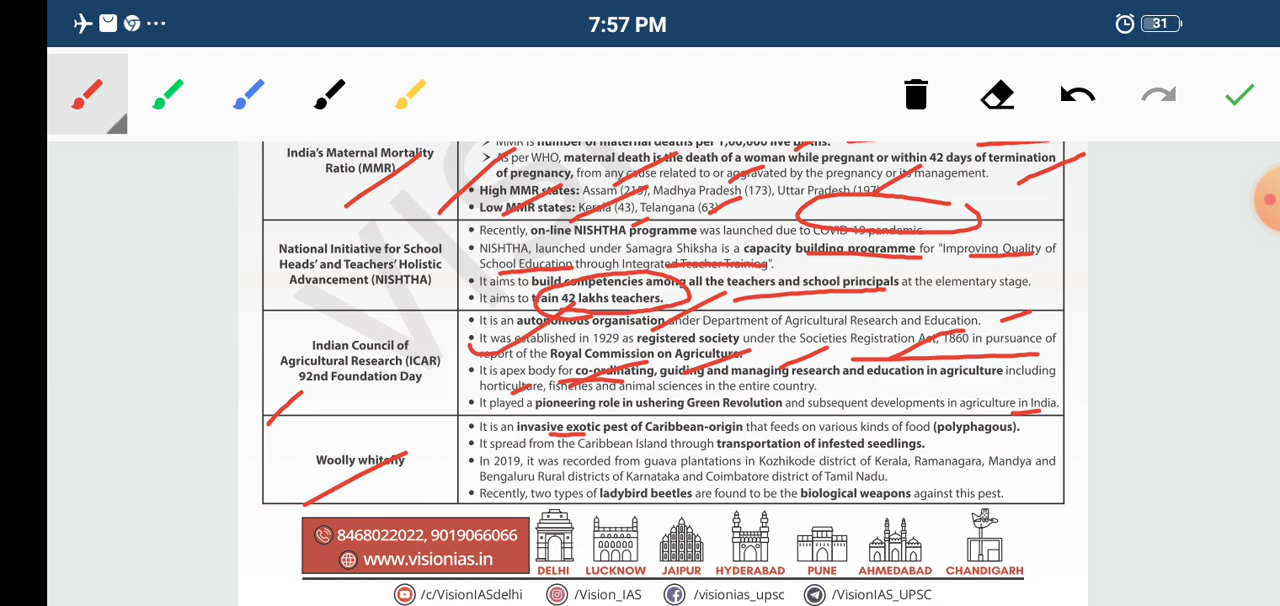 7:57 PM
31
India's Maternal Mortality
Ratio (MMR)
➢ MMR is number of maternal deaths per 1,00,000 live births.
➢ As per WHO, maternal death is the death of a woman while pregnant or within 42 days of termination
of pregnancy, from any cause related to or aggravated by the pregnancy or its management.
• High MMR states: Assam (215), Madhya Pradesh (173), Uttar Pradesh (197)
• Low MMR states: Kerala (43), Telangana (63)
National Initiative for School
Heads' and Teachers' Holistic
Advancement (NISHTHA)
• Recently, on-line NISHTHA programme was launched due to COVID-19 pandemic.
• NISHTHA, launched under Samagra Shiksha is a capacity building programme for "Improving Quality of
School Education through Integrated Teacher Training".
• It aims to build competencies among all the teachers and school principals at the elementary stage.
• It aims to train 42 lakhs teachers.
Indian Council of
Agricultural Research (ICAR)
92nd Foundation Day
• It is an autonomous organisation under Department of Agricultural Research and Education.
• It was established in 1929 as registered society under the Societies Registration Act, 1860 in pursuance of
report of the Royal Commission on Agriculture.
• It is apex body for co-ordinating, guiding and managing research and education in agriculture including
horticulture, fisheries and animal sciences in the entire country.
• It played a pioneering role in ushering Green Revolution and subsequent developments in agriculture in India.
Woolly whitefly
• It is an invasive exotic pest of Caribbean-origin that feeds on various kinds of food (polyphagous).
• It spread from the Caribbean Island through transportation of infested seedlings.
• In 2019, it was recorded from guava plantations in Kozhikode district of Kerala, Ramanagara, Mandya and
Bengaluru Rural districts of Karnataka and Coimbatore district of Tamil Nadu.
• Recently, two types of ladybird beetles are found to be the biological weapons against this pest.
8468022022, 9019066066
www.visionias.in
DELHI LUCKNOW JAIPUR HYDERABAD PUNE AHMEDABAD CHANDIGARH
/c/VisionIASdelhi /Vision_IAS /visionias_upsc /VisionIAS_UPSC